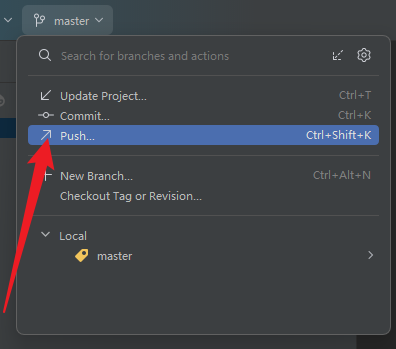 master
Search for branches and actions
Update Project... Ctrl+T
Commit... Ctrl+K
Push... Ctrl+Shift+K
New Branch... Ctrl+Alt+N
Checkout Tag or Revision...
Local
master